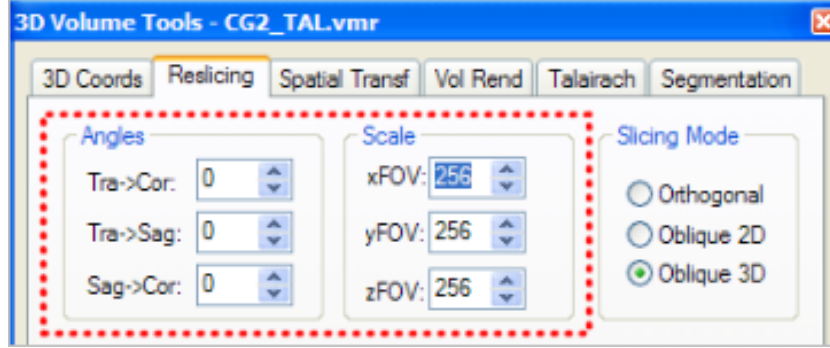 3D Volume Tools - CG2_TAL.vmr
3D Coords Reslicing Spatial Transf Vol Rend Talairach Segmentation
Angles Scale Slicing Mode
Tra->Cor: 0 xFOV: 256 Orthogonal
Tra->Sag: 0 yFOV: 256 Oblique 2D
Sag->Cor: 0 zFOV: 256 Oblique 3D